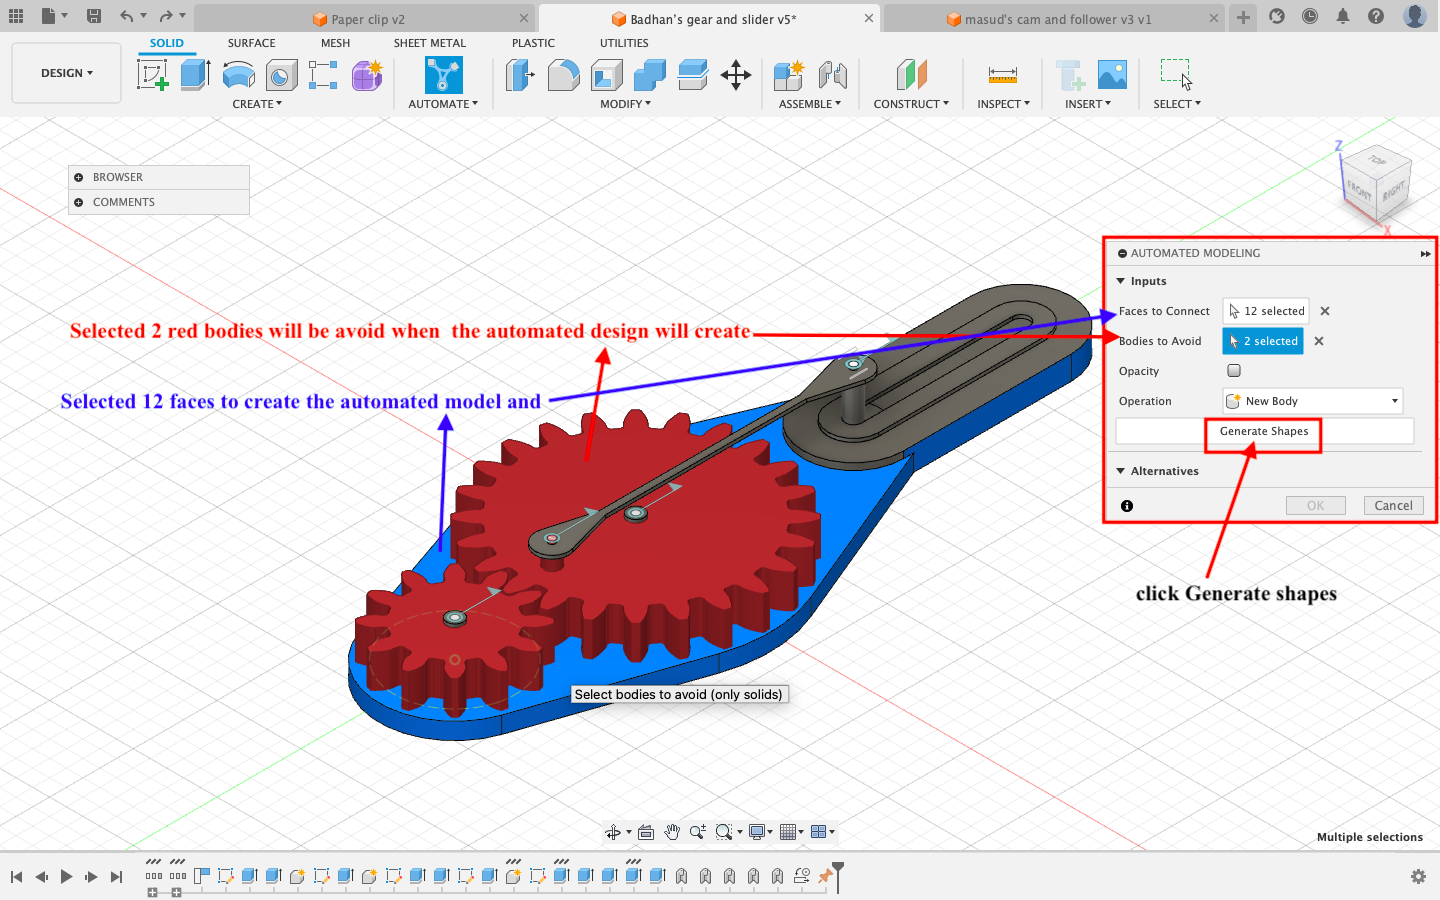 Paper clip v2
Badhan's gear and slider v5*
masud's cam and follower v3 v1
SOLID
SURFACE
MESH
SHEET METAL
PLASTIC
UTILITIES
DESIGN
CREATE
AUTOMATE
MODIFY
ASSEMBLE
CONSTRUCT
INSPECT
INSERT
SELECT
BROWSER
COMMENTS
Z
TOP
FRONT
RIGHT
X
AUTOMATED MODELING
Inputs
Faces to Connect
12 selected
Bodies to Avoid
2 selected
Opacity
Operation
New Body
Generate Shapes
Alternatives
OK
Cancel
Selected 2 red bodies will be avoid when the automated design will create
Selected 12 faces to create the automated model and
click Generate shapes
Select bodies to avoid (only solids)
Multiple selections